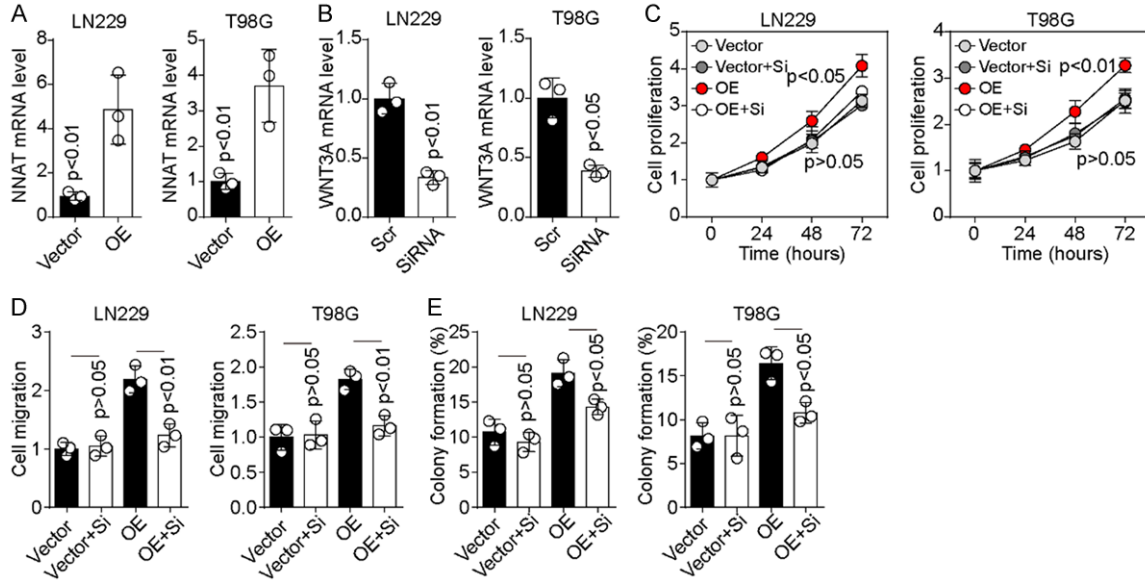 A
LN229
NNAT mRNA level
8
6
4
2
0
p<0.01
Vector
OE
T98G
NNAT mRNA level
5
4
3
2
1
0
p<0.01
Vector
OE
B
LN229
WNT3A mRNA level
1.5
1.0
0.5
0.0
p<0.01
Scr
SiRNA
T98G
WNT3A mRNA level
1.5
1.0
0.5
0.0
p<0.05
Scr
SiRNA
C
LN229
Cell proliferation
5
4
3
2
1
0
Vector
Vector+Si
OE
OE+Si
p<0.05
p>0.05
0 24 48 72
Time (hours)
T98G
Cell proliferation
4
3
2
1
0
Vector
Vector+Si
OE
OE+Si
p<0.01
p>0.05
0 24 48 72
Time (hours)
D
LN229
Cell migration
3
2
1
0
p>0.05
p<0.01
Vector
Vector+Si
OE
OE+Si
T98G
Cell migration
2.5
2.0
1.5
1.0
0.5
0.0
p>0.05
p<0.01
Vector
Vector+Si
OE
OE+Si
E
LN229
Colony formation (%)
25
20
15
10
5
0
p>0.05
p<0.05
Vector
Vector+Si
OE
OE+Si
T98G
Colony formation (%)
20
15
10
5
0
p>0.05
p<0.05
Vector
Vector+Si
OE
OE+Si